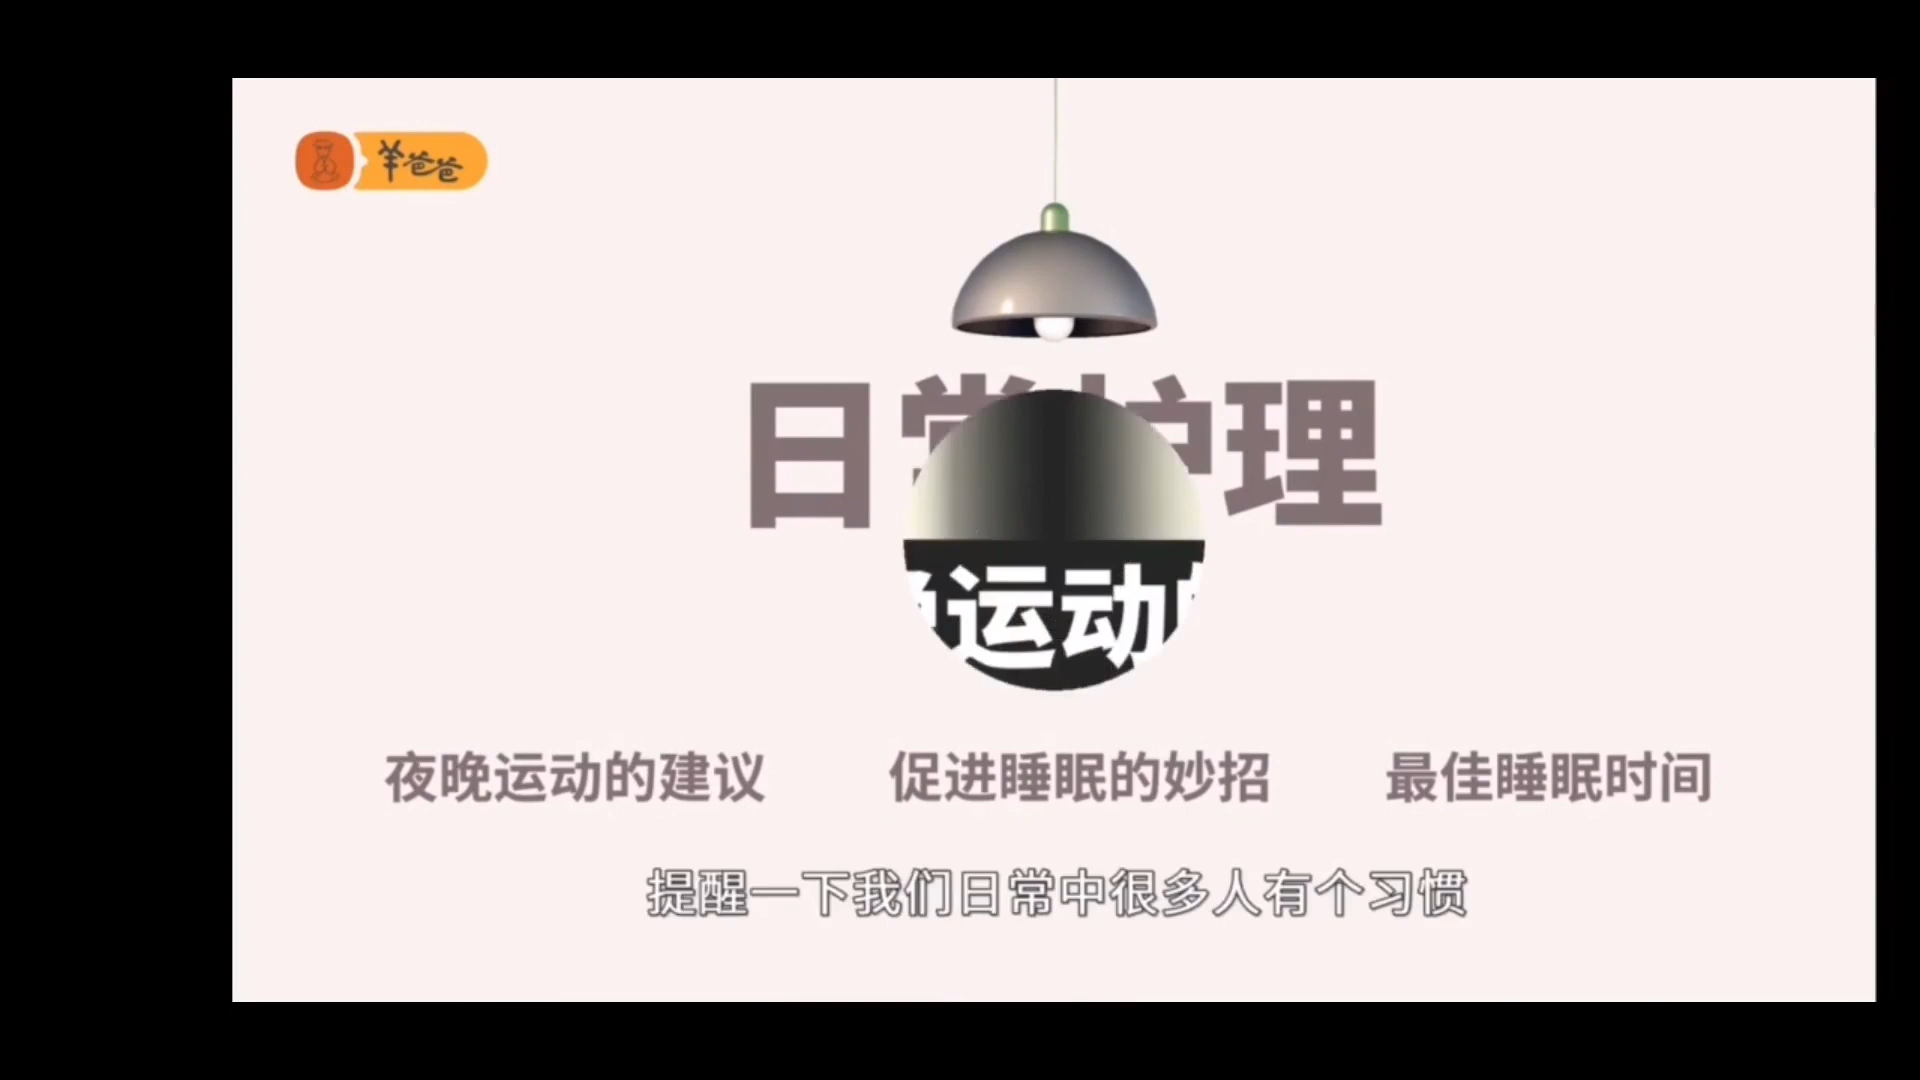 羊爸爸
日常护理
运动
夜晚运动的建议 促进睡眠的妙招 最佳睡眠时间
提醒一下我们日常中很多人有个习惯